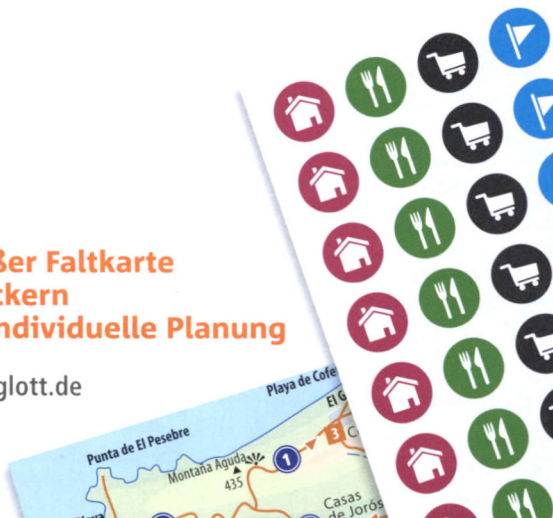 ßer Faltkarte
ckern
ndividuelle Planung
glott.de
Playa de Cofe
El G
3
Punta de El Pesebre
Montaña Aguda
435
1
Casas
de Jorós